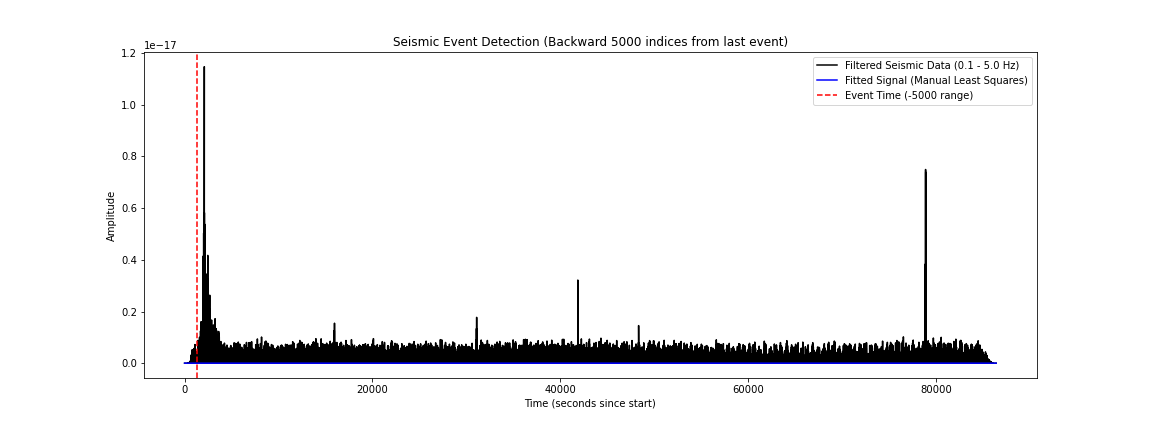 Seismic Event Detection (Backward 5000 indices from last event)
1e−17
1.2
1.0
0.8
0.6
0.4
0.2
0.0
Amplitude
Filtered Seismic Data (0.1 - 5.0 Hz)
Fitted Signal (Manual Least Squares)
Event Time (-5000 range)
0 20000 40000 60000 80000
Time (seconds since start)